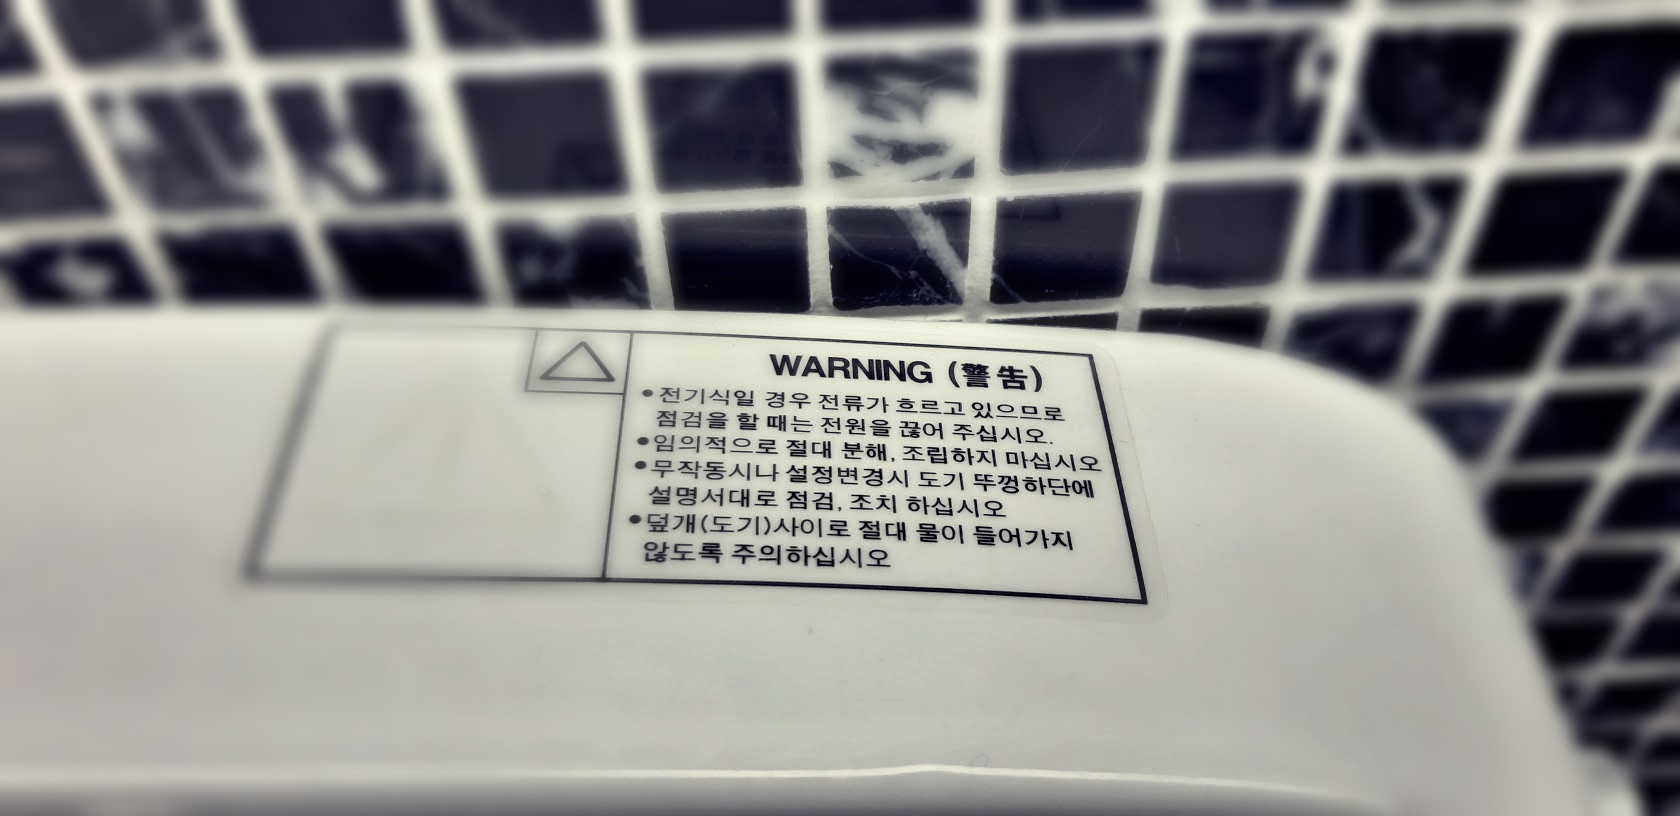 WARNING (警告)
•전기식일 경우 전류가 흐르고 있으므로
점검을 할 때는 전원을 끊어 주십시오.
•임의적으로 절대 분해, 조립하지 마십시오
•무작동시나 설정변경시 도기 뚜껑하단에
설명서대로 점검, 조치 하십시오
•덮개(도기)사이로 절대 물이 들어가지
않도록 주의하십시오